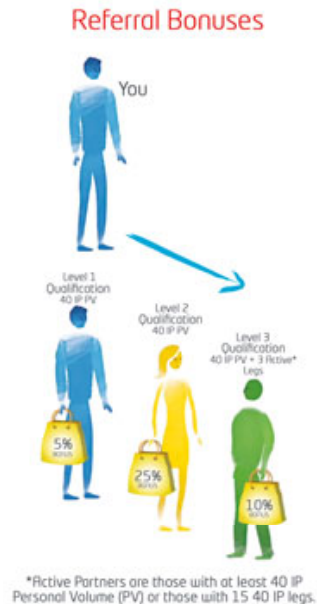 Referral Bonuses
You
Level 1
Qualification
40 IP PV
Level 2
Qualification
40 IP PV
Level 3
Qualification
40 IP PV + 3 Active*
Legs
5%
BONUS
25%
BONUS
10%
BONUS
*Active Partners are those with at least 40 IP
Personal Volume (PV) or those with 15 40 IP legs.